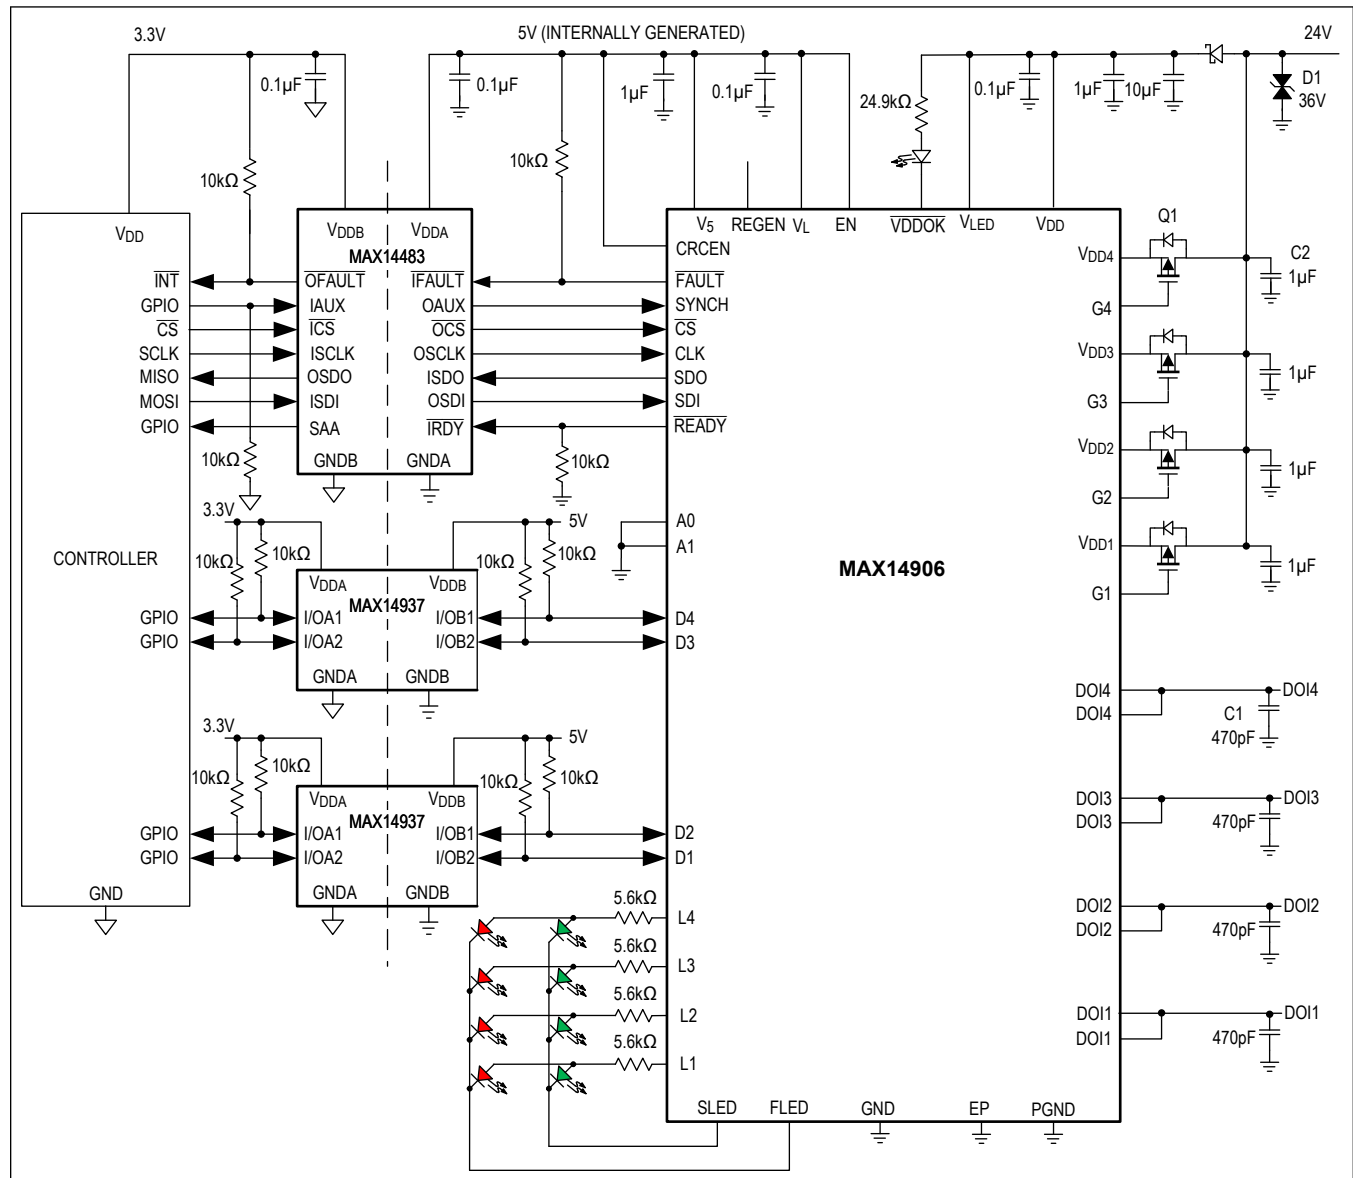 3.3V 5V (INTERNALLY GENERATED) 24V
0.1µF 0.1µF 1µF 0.1µF 24.9kΩ 0.1µF 1µF 10µF D1
36V
10kΩ 10kΩ
VDD VDDB VDDA V5 REGEN VL EN VDDOK VLED VDD Q1
MAX14483 CRCEN VDD4 C2
INT OFAULT IFAULT FAULT 1µF
GPIO IAUX OAUX SYNCH G4
CS ICS OCS CS
SCLK ISCLK OSCLK CLK VDD3
MISO OSDO ISDO SDO 1µF
MOSI ISDI OSDI SDI G3
GPIO SAA IRDY READY
10kΩ GNDB GNDA 10kΩ VDD2 1µF
G2
3.3V 5V A0
10kΩ 10kΩ 10kΩ 10kΩ A1 VDD1
CONTROLLER VDDA VDDB MAX14906 1µF
MAX14937 G1
GPIO I/OA1 I/OB1 D4
GPIO I/OA2 I/OB2 D3
GNDA GNDB
DOI4 DOI4
DOI4 C1
470pF
3.3V 5V
10kΩ 10kΩ 10kΩ 10kΩ
VDDA VDDB DOI3 DOI3
MAX14937 DOI3 470pF
GPIO I/OA1 I/OB1 D2
GPIO I/OA2 I/OB2 D1
GND GNDA GNDB
5.6kΩ L4 DOI2 DOI2
DOI2 470pF
5.6kΩ L3
5.6kΩ L2 DOI1 DOI1
5.6kΩ L1 DOI1 470pF
SLED FLED GND EP PGND